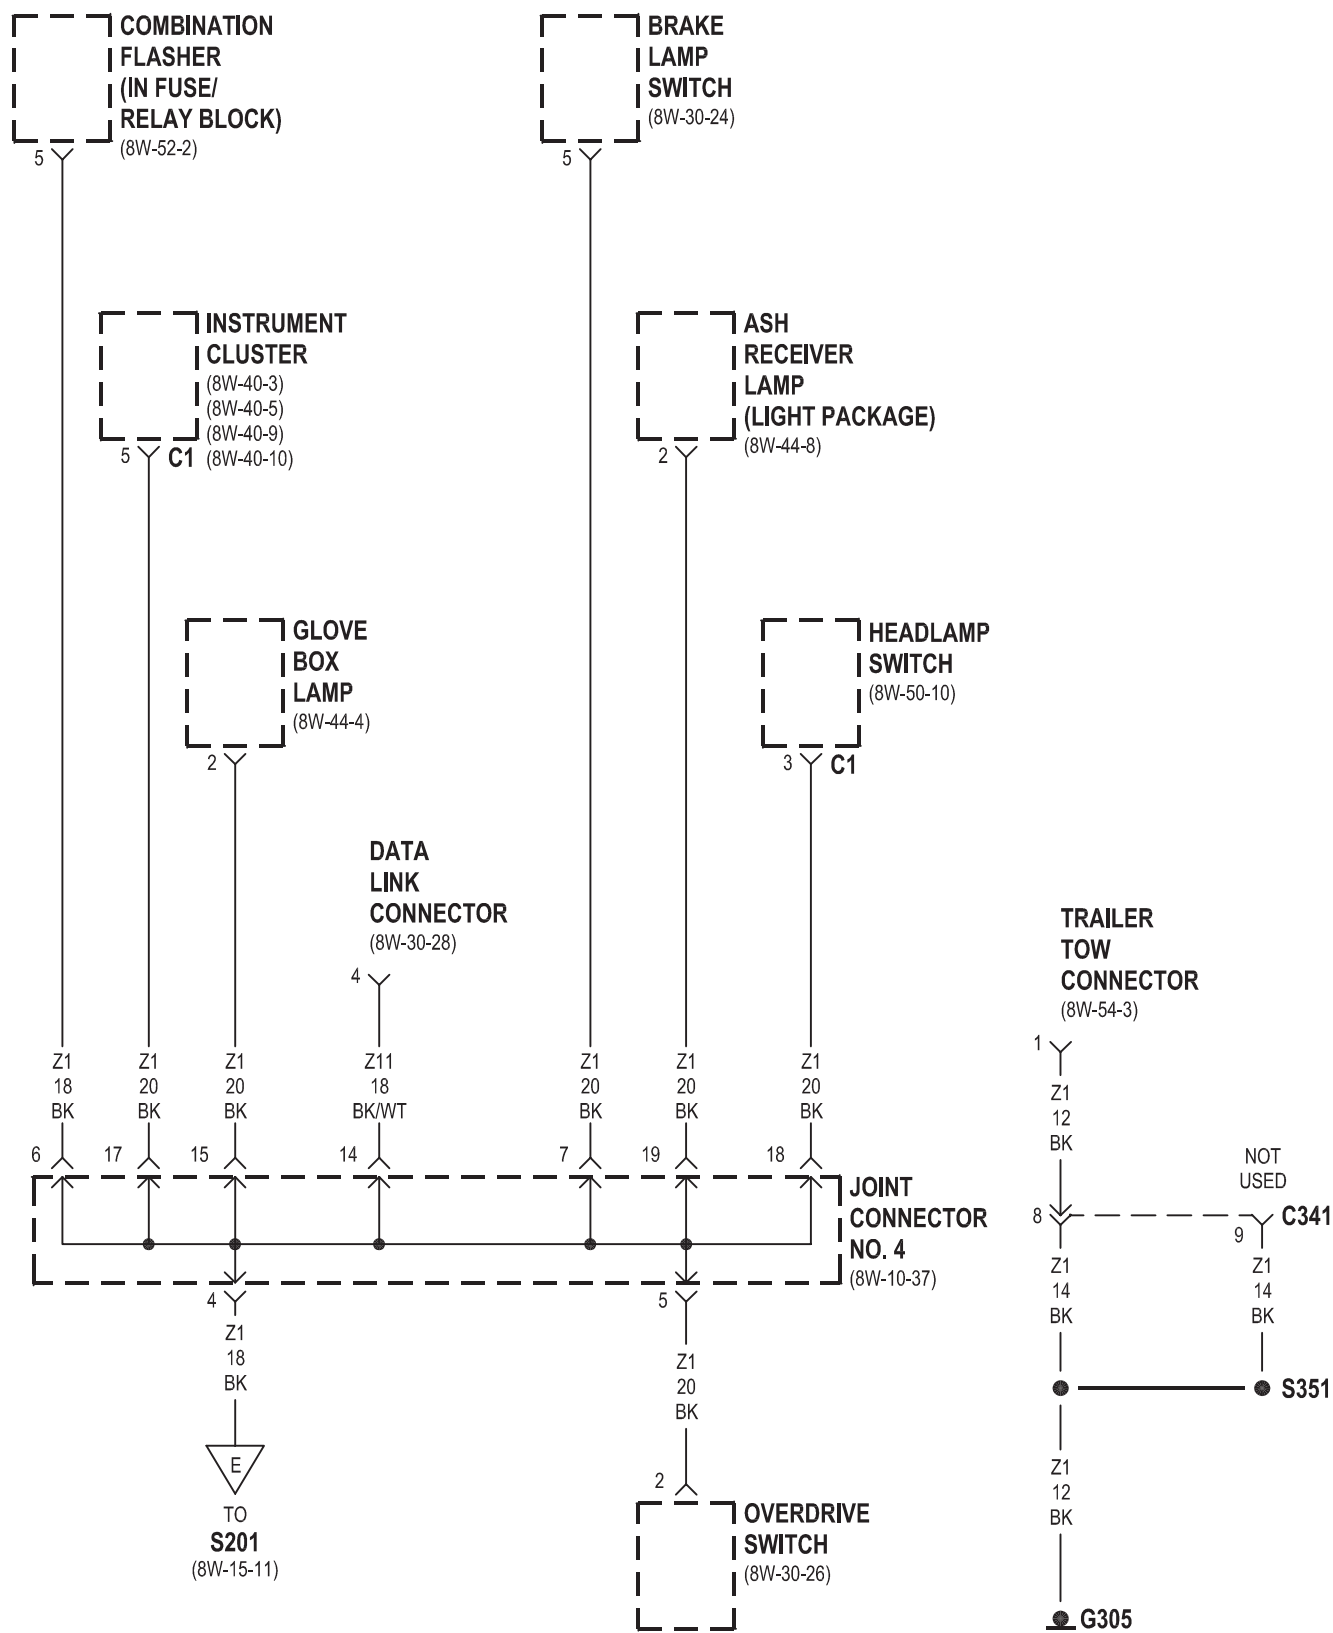 COMBINATION
FLASHER
(IN FUSE/
RELAY BLOCK)
(8W-52-2)
5
BRAKE
LAMP
SWITCH
(8W-30-24)
5
INSTRUMENT
CLUSTER
(8W-40-3)
(8W-40-5)
(8W-40-9)
(8W-40-10)
5
C1
ASH
RECEIVER
LAMP
(LIGHT PACKAGE)
(8W-44-8)
2
GLOVE
BOX
LAMP
(8W-44-4)
2
HEADLAMP
SWITCH
(8W-50-10)
3
C1
DATA
LINK
CONNECTOR
(8W-30-28)
4
TRAILER
TOW
CONNECTOR
(8W-54-3)
1
Z1
18
BK
Z1
20
BK
Z1
20
BK
Z11
18
BK/WT
Z1
20
BK
Z1
20
BK
Z1
20
BK
Z1
12
BK
6
17
15
14
7
19
18
JOINT
CONNECTOR
NO. 4
(8W-10-37)
NOT
USED
8
9
C341
Z1
14
BK
Z1
14
BK
4
5
Z1
18
BK
Z1
20
BK
S351
E
TO
S201
(8W-15-11)
2
OVERDRIVE
SWITCH
(8W-30-26)
Z1
12
BK
G305